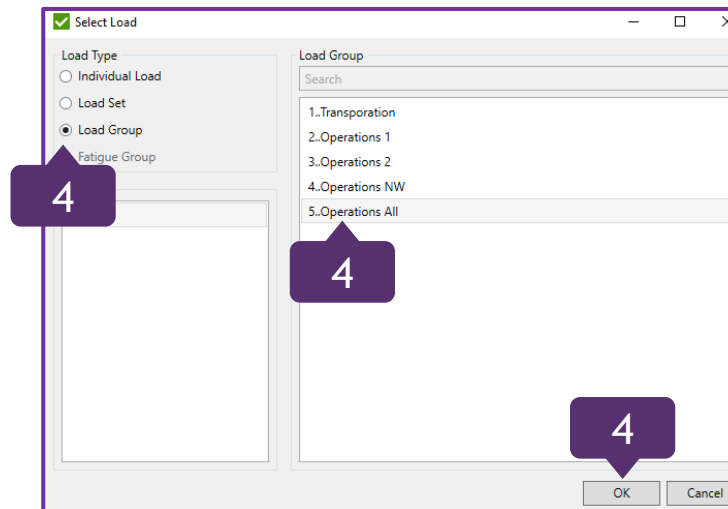 Select Load
Load Type
Individual Load
Load Set
Load Group
Fatigue Group
4
Load Group
Search
1..Transporation
2..Operations 1
3..Operations 2
4..Operations NW
5..Operations All
4
4
OK
Cancel